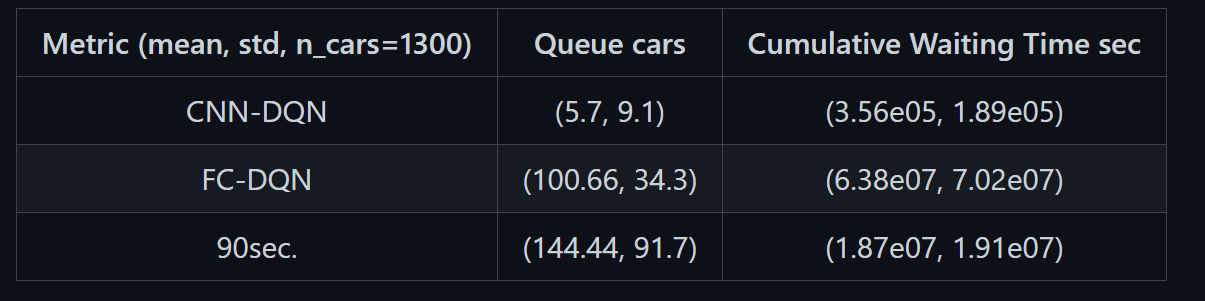 Metric (mean, std, n_cars=1300) Queue cars Cumulative Waiting Time sec
CNN-DQN (5.7, 9.1) (3.56e05, 1.89e05)
FC-DQN (100.66, 34.3) (6.38e07, 7.02e07)
90sec. (144.44, 91.7) (1.87e07, 1.91e07)